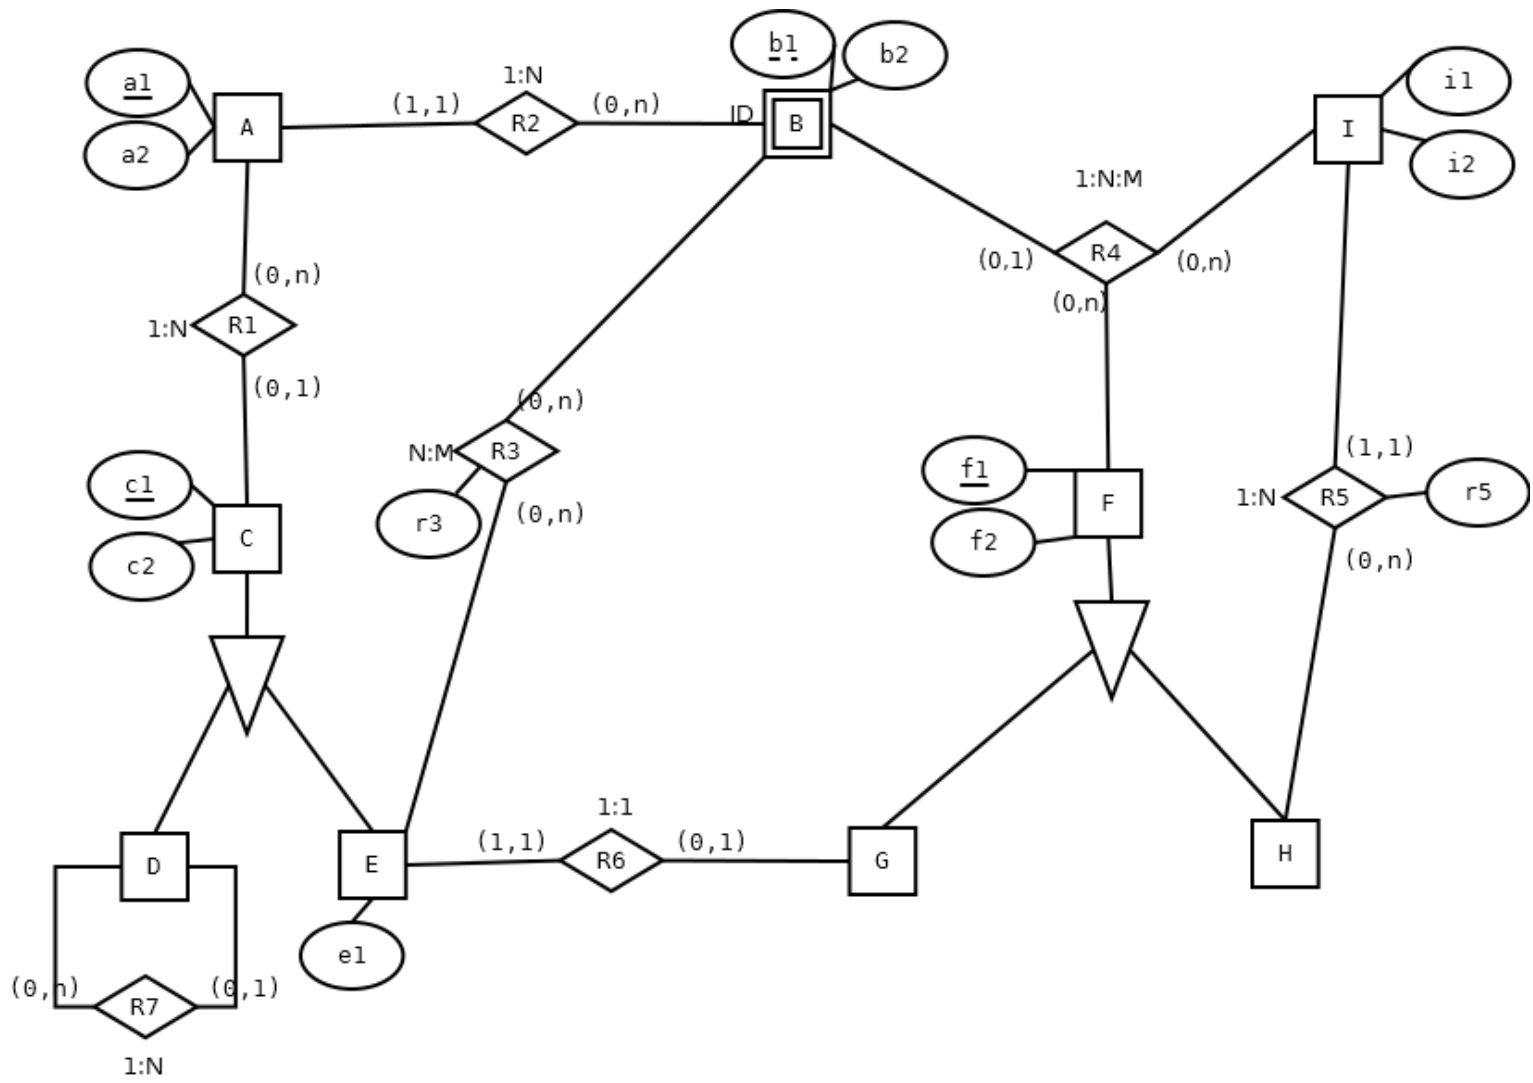 b1
b2
a1
a2
A
(1,1)
1:N
R2
(0,n)
ID
B
I
i1
i2
1:N:M
(0,1)
R4
(0,n)
(0,n)
(0,n)
1:N
R1
(0,1)
(0,n)
N:M
R3
r3
(0,n)
c1
c2
C
f1
f2
F
(1,1)
1:N
R5
r5
(0,n)
D
E
(1,1)
1:1
R6
(0,1)
G
H
e1
(0,n)
R7
(0,1)
1:N